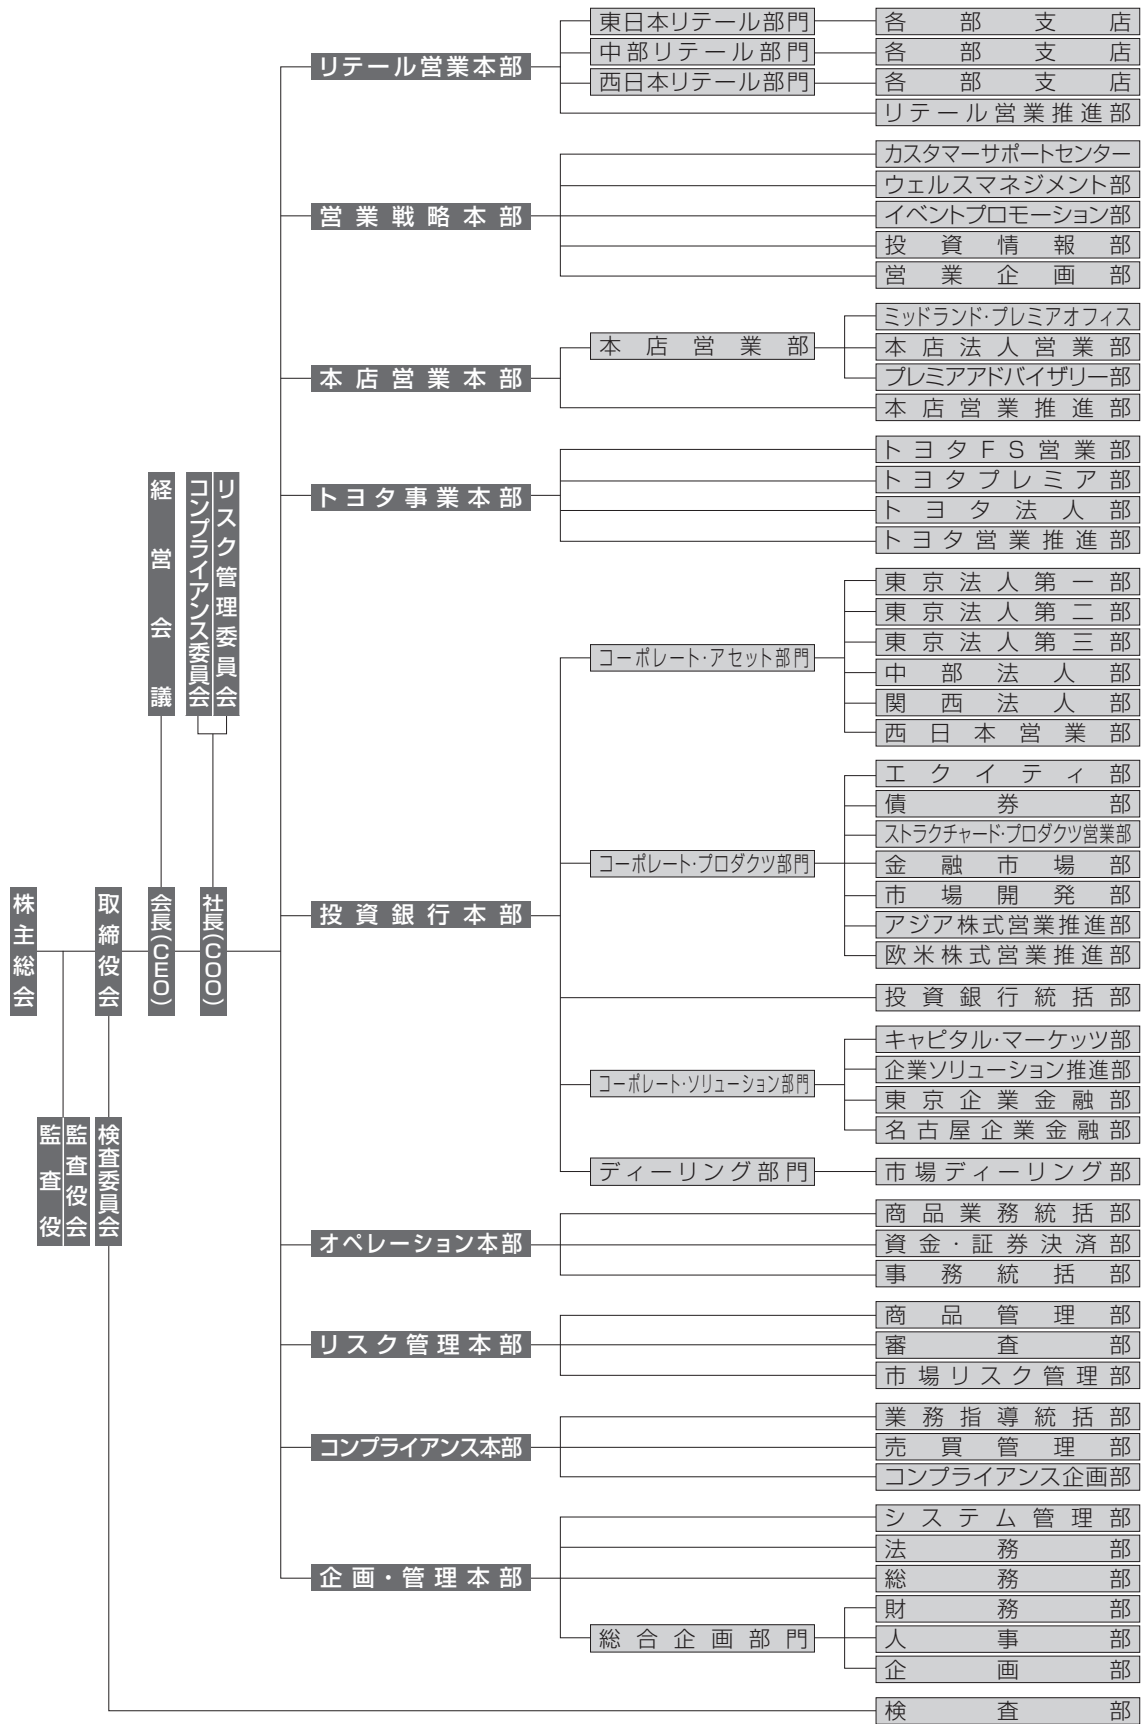 株主総会
監査役
監査役会
取締役会
検査委員会
会長(CEO)
経営会議
社長(COO)
コンプライアンス委員会
リスク管理委員会
リテール営業本部
東日本リテール部門
各部支店
中部リテール部門
各部支店
西日本リテール部門
各部支店
リテール営業推進部
営業戦略本部
カスタマーサポートセンター
ウェルスマネジメント部
イベントプロモーション部
投資情報部
営業企画部
本店営業本部
本店営業部
ミッドランド・プレミアオフィス
本店法人営業部
プレミアアドバイザリー部
本店営業推進部
トヨタ事業本部
トヨタFS営業部
トヨタプレミア部
トヨタ法人部
トヨタ営業推進部
投資銀行本部
コーポレート・アセット部門
東京法人第一部
東京法人第二部
東京法人第三部
中部法人部
関西法人部
西日本営業部
コーポレート・プロダクツ部門
エクイティ部
債券部
ストラクチャード・プロダクツ営業部
金融市場部
市場開発部
アジア株式営業推進部
欧米株式営業推進部
投資銀行統括部
コーポレート・ソリューション部門
キャピタル・マーケッツ部
企業ソリューション推進部
東京企業金融部
名古屋企業金融部
ディーリング部門
市場ディーリング部
オペレーション本部
商品業務統括部
資金・証券決済部
事務統括部
リスク管理本部
商品管理部
審査部
市場リスク管理部
コンプライアンス本部
業務指導統括部
売買管理部
コンプライアンス企画部
企画・管理本部
システム管理部
法務部
総務部
総合企画部門
財務部
人事部
企画部
検査部